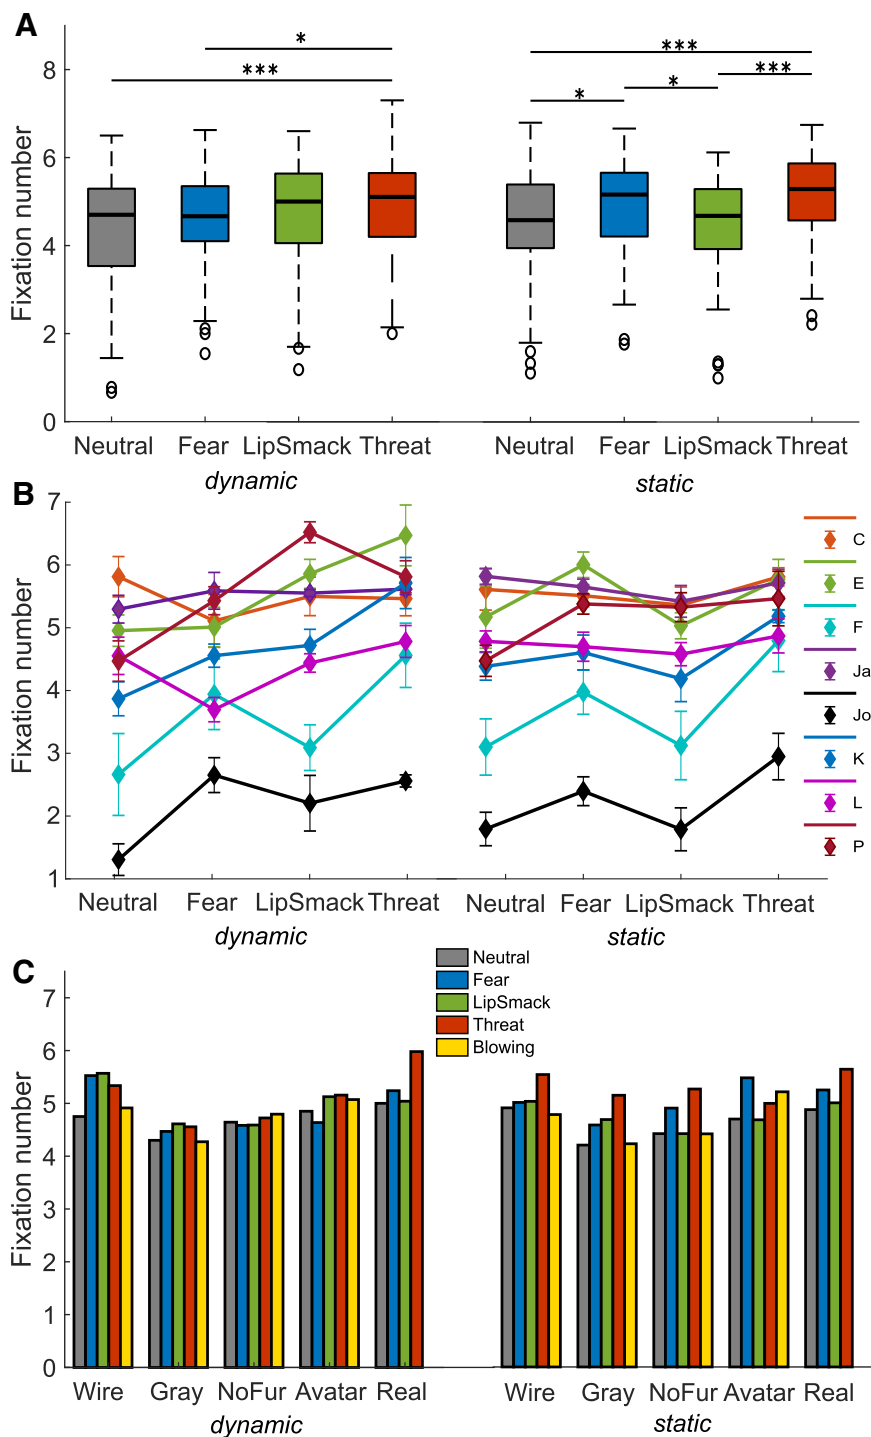 A
*
***
***
***
*
*
8
6
4
2
0
Fixation number
Neutral Fear LipSmack Threat
Neutral Fear LipSmack Threat
dynamic
static
B
7
6
5
4
3
2
1
Fixation number
C
E
F
Ja
Jo
K
L
P
Neutral Fear LipSmack Threat
Neutral Fear LipSmack Threat
dynamic
static
C
Neutral
Fear
LipSmack
Threat
Blowing
7
6
5
4
3
2
1
0
Fixation number
Wire Gray NoFur Avatar Real
Wire Gray NoFur Avatar Real
dynamic
static